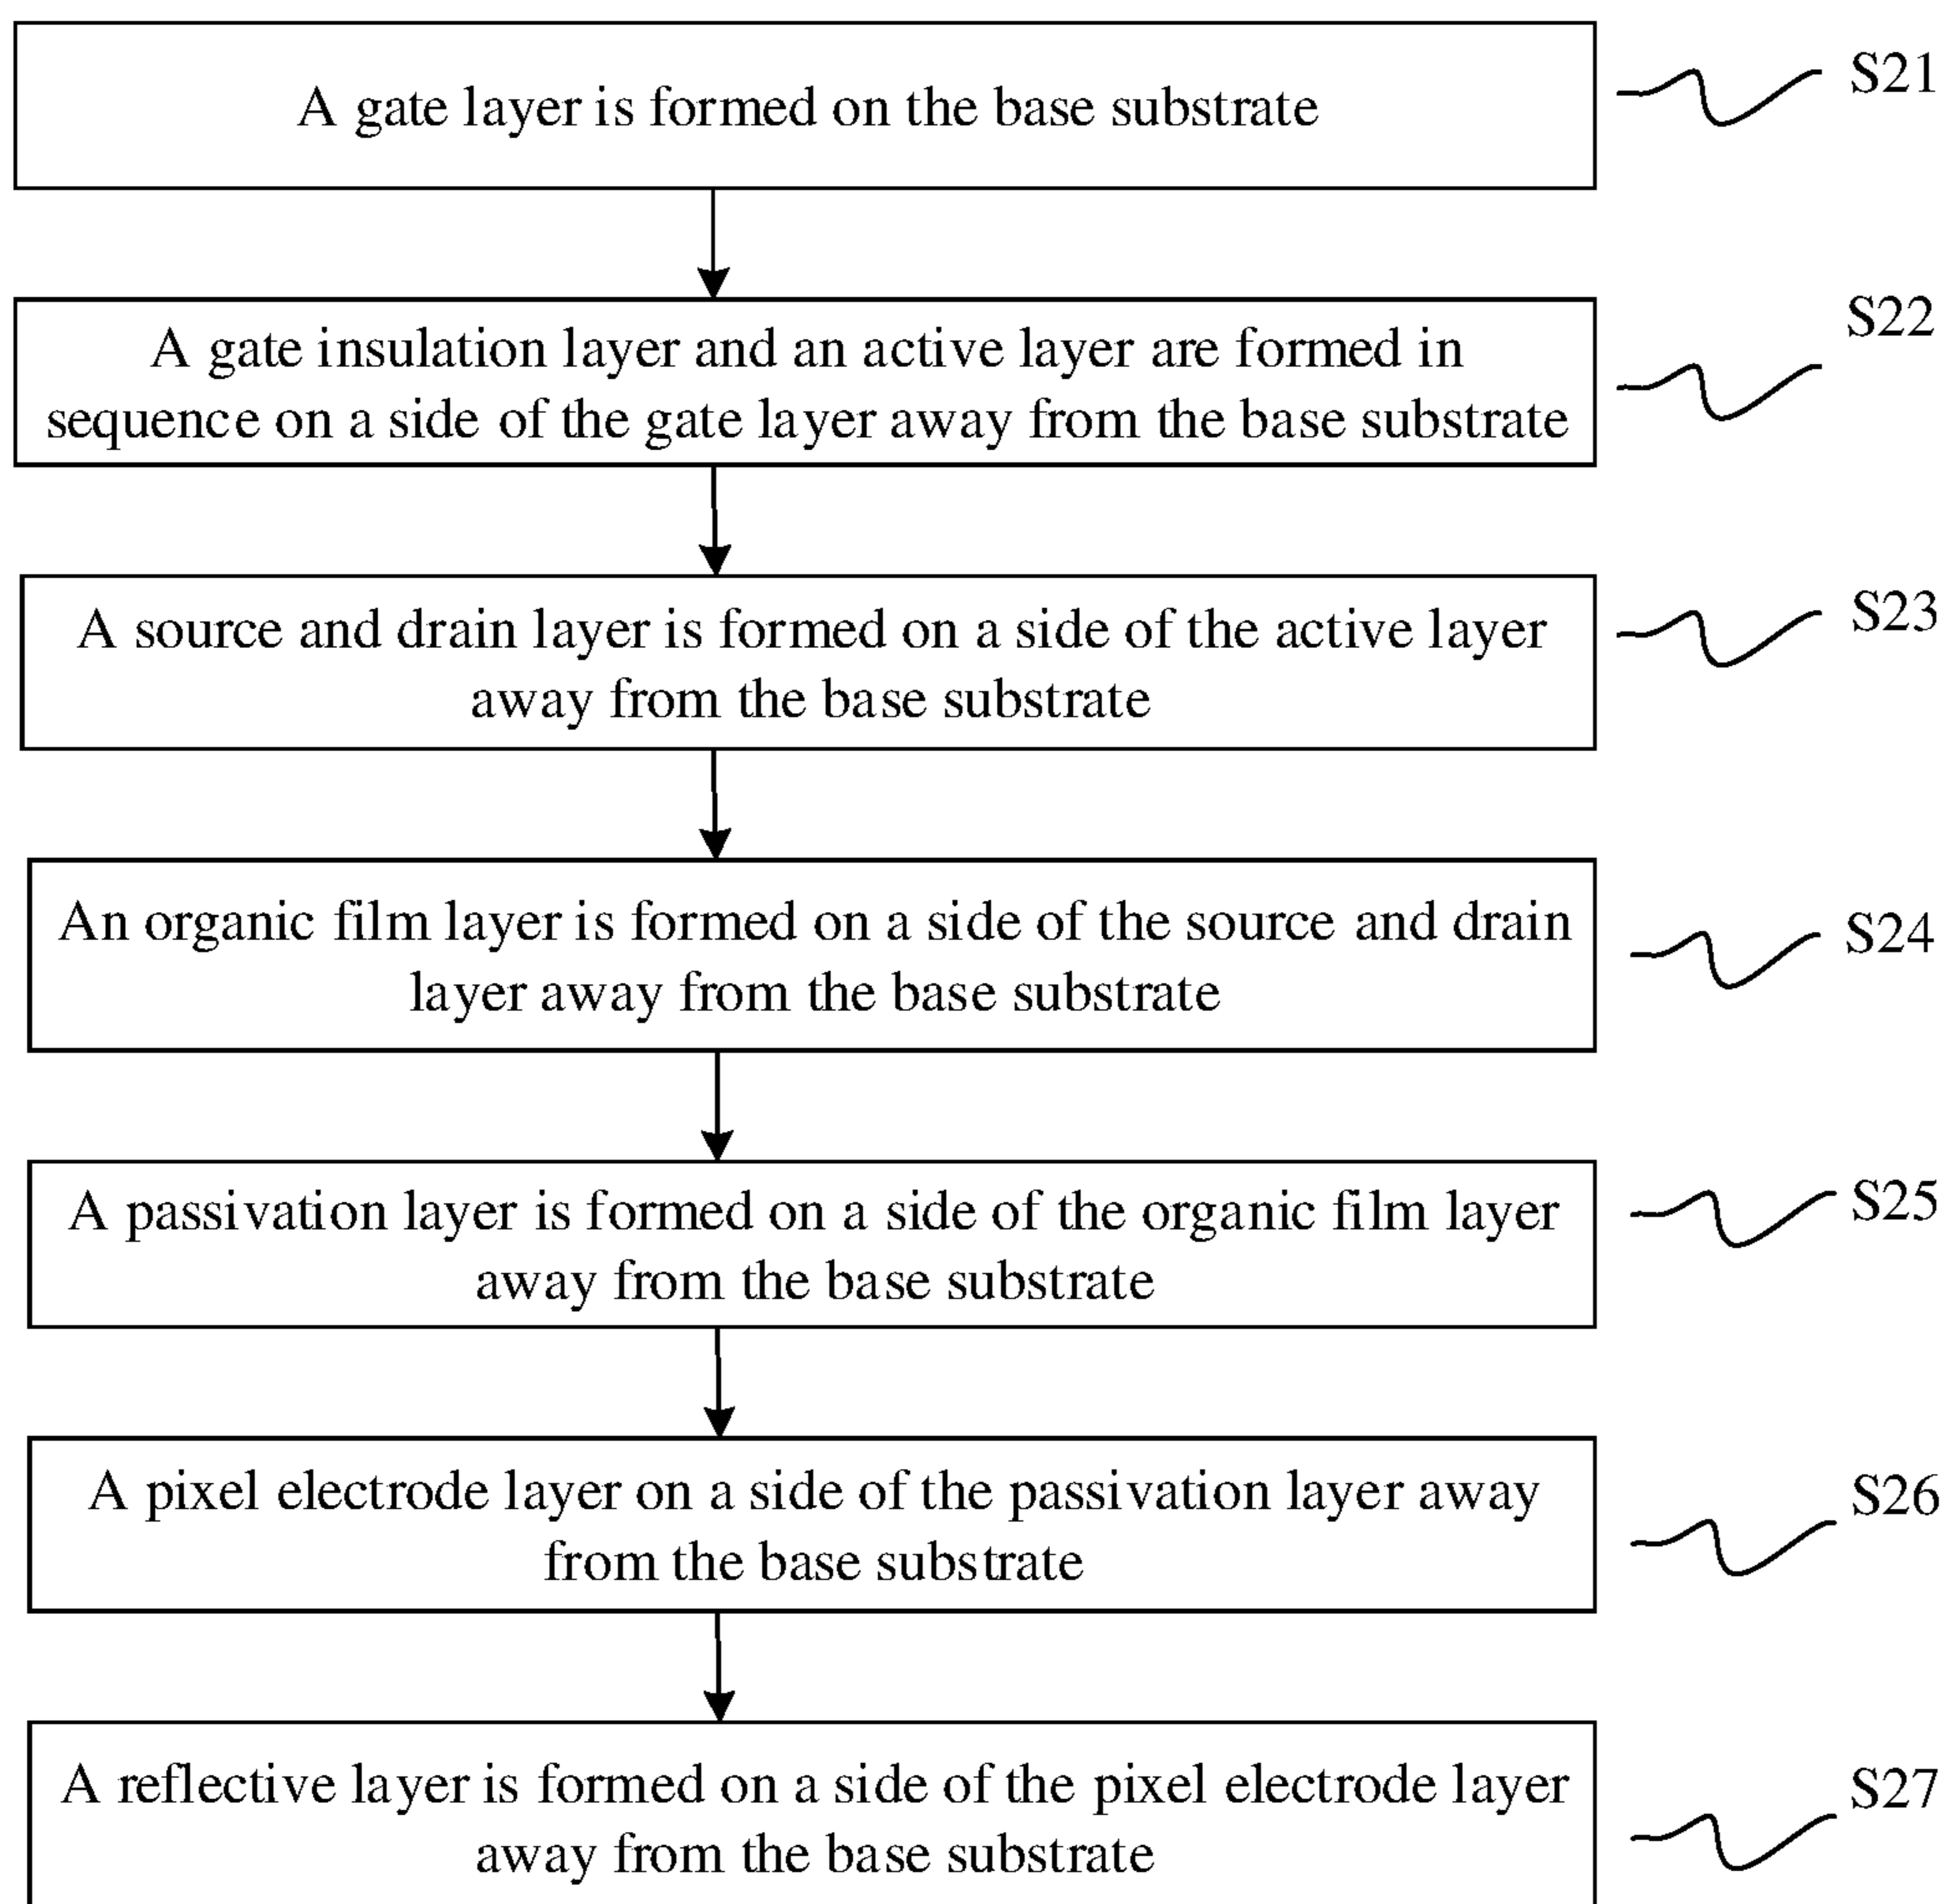 A gate layer is formed on the base substrate
S21
A gate insulation layer and an active layer are formed in
sequence on a side of the gate layer away from the base substrate
S22
A source and drain layer is formed on a side of the active layer
away from the base substrate
S23
An organic film layer is formed on a side of the source and drain
layer away from the base substrate
S24
A passivation layer is formed on a side of the organic film layer
away from the base substrate
S25
A pixel electrode layer on a side of the passivation layer away
from the base substrate
S26
A reflective layer is formed on a side of the pixel electrode layer
away from the base substrate
S27